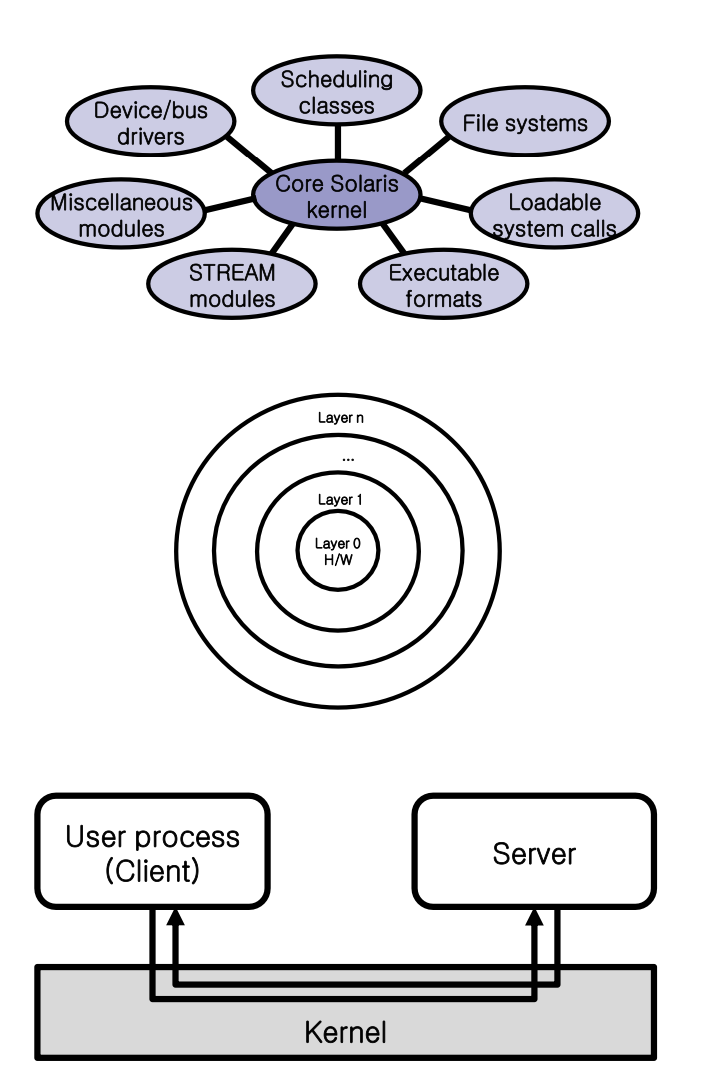 Scheduling
classes
Device/bus
drivers
File systems
Core Solaris
kernel
Miscellaneous
modules
Loadable
system calls
STREAM
modules
Executable
formats
Layer n
...
Layer 1
Layer 0
H/W
User process
(Client)
Server
Kernel